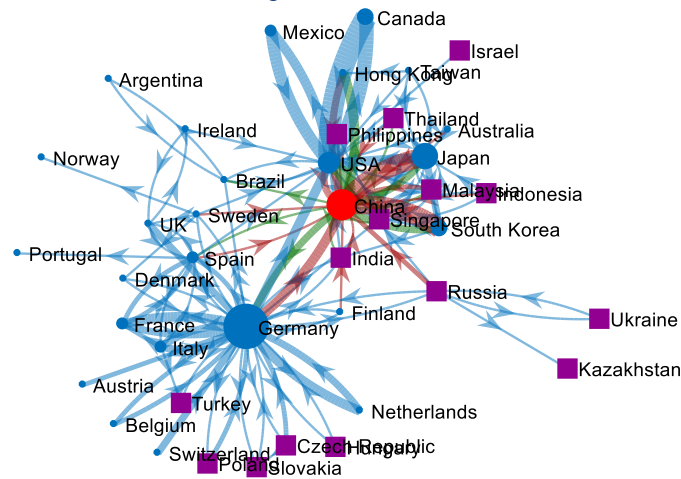 Canada
Mexico
Israel
Hong Kong
Taiwan
Argentina
Thailand
Ireland
Philippines
Australia
Norway
USA
Japan
Brazil
Malaysia
Indonesia
China
Sweden
Singapore
UK
South Korea
Portugal
Spain
India
Denmark
Russia
Finland
Ukraine
France
Germany
Italy
Kazakhstan
Austria
Turkey
Netherlands
Belgium
Czech Republic
Hungary
Switzerland
Poland
Slovakia